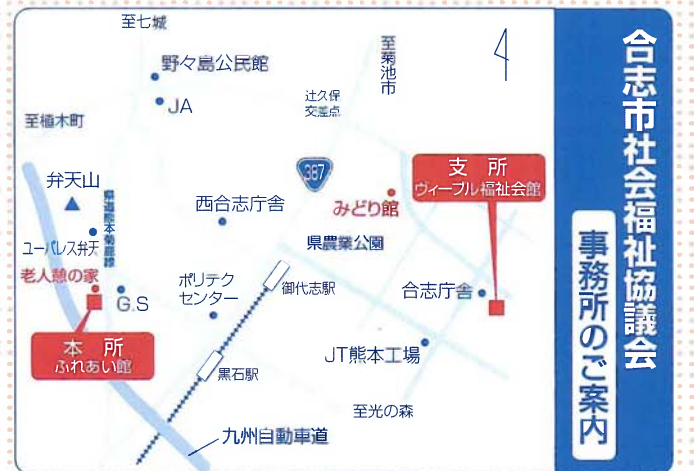 合志市社会福祉協議会
事務所のご案内
至七城
野々島公民館
JA
至菊池市
辻久保
交差点
至植木町
387
支所
ヴィーブル福祉会館
弁天山
県道熊本菊鹿線
西合志庁舎
みどり館
ユーパレス弁天
県農業公園
老人憩の家
G.S
ポリテク
センター
御代志駅
合志庁舎
本所
ふれあい館
黒石駅
JT熊本工場
至光の森
九州自動車道